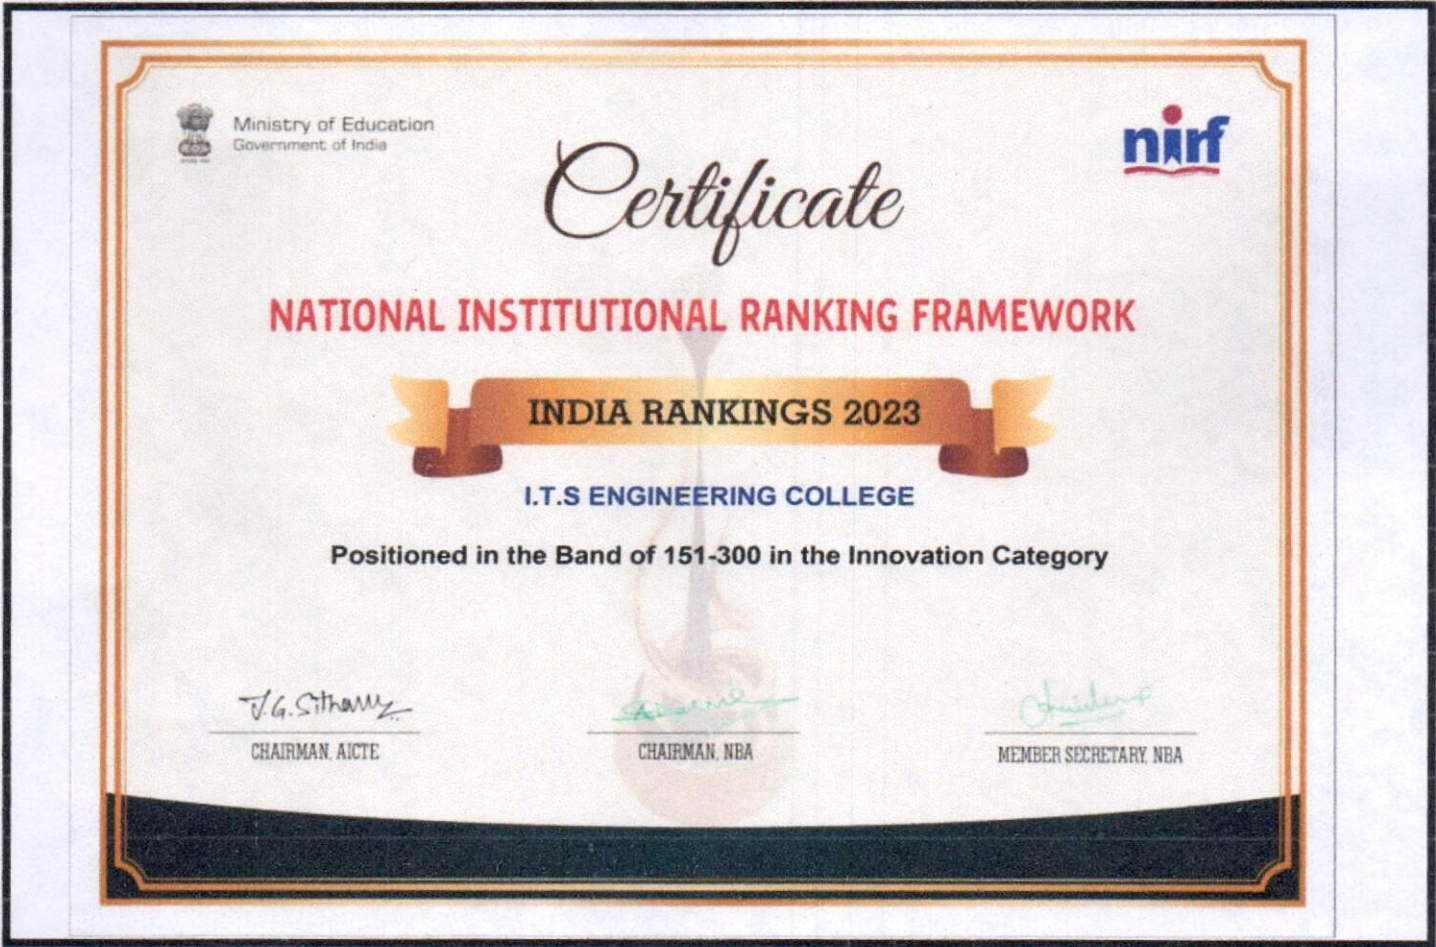 Ministry of Education
Government of India
nirf
Certificate
NATIONAL INSTITUTIONAL RANKING FRAMEWORK
INDIA RANKINGS 2023
I.T.S ENGINEERING COLLEGE
Positioned in the Band of 151-300 in the Innovation Category
J.G.Sitharam
CHAIRMAN, AICTE
CHAIRMAN, NBA
MEMBER SECRETARY, NBA